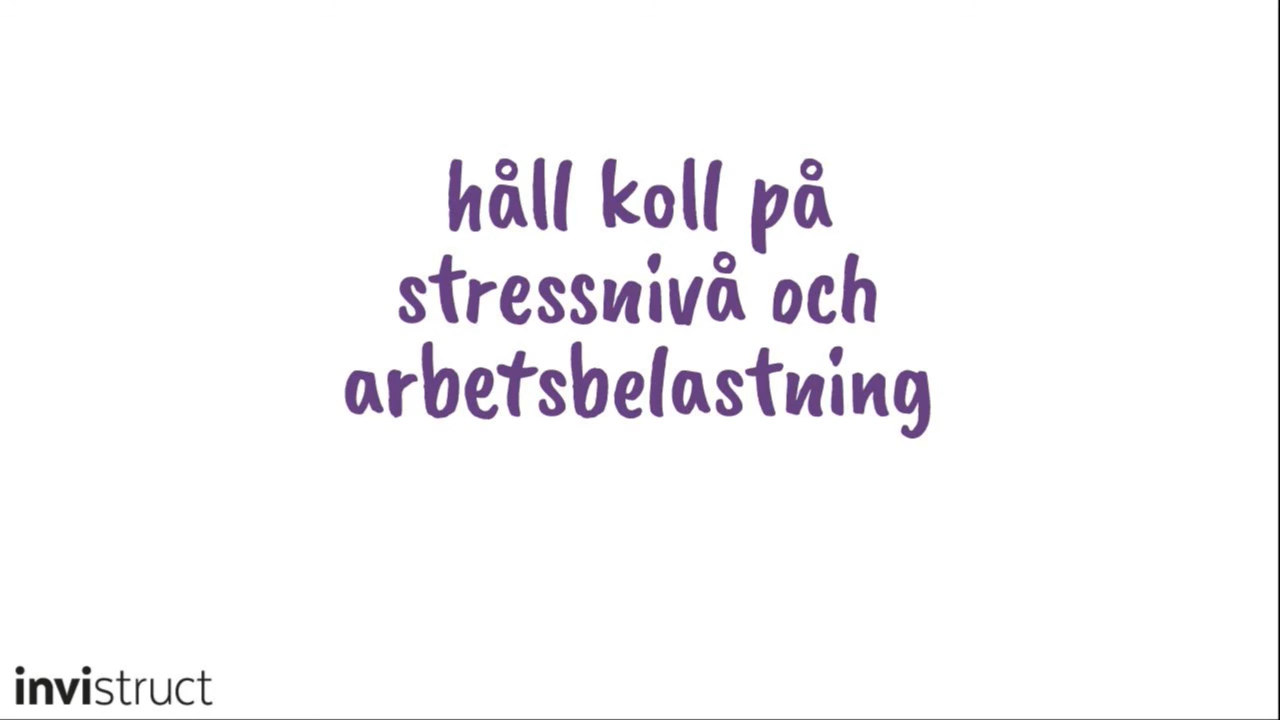 håll koll på
stressnivå och
arbetsbelastning
invistruct